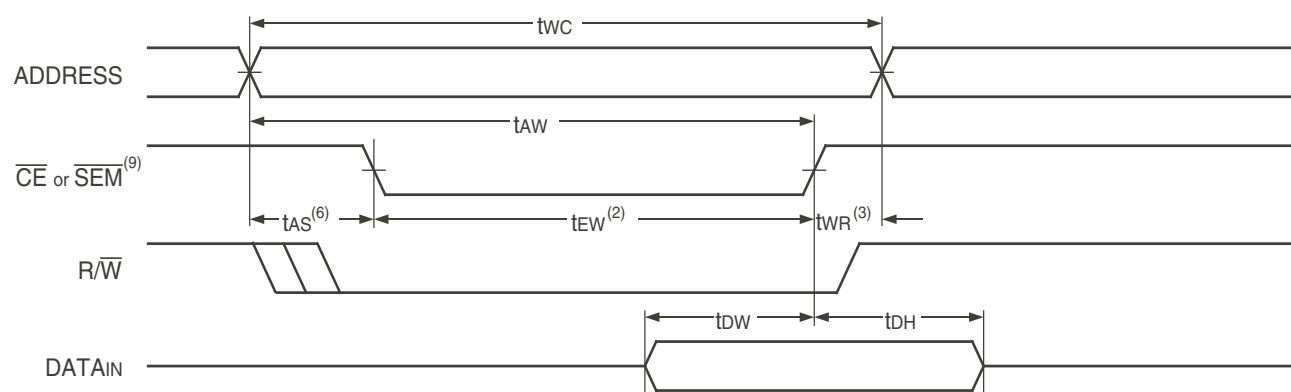 tWC
ADDRESS
tAW
CE or SEM(9)
tAS(6) tEW(2) tWR(3)
R/W
tDW tDH
DATAIN